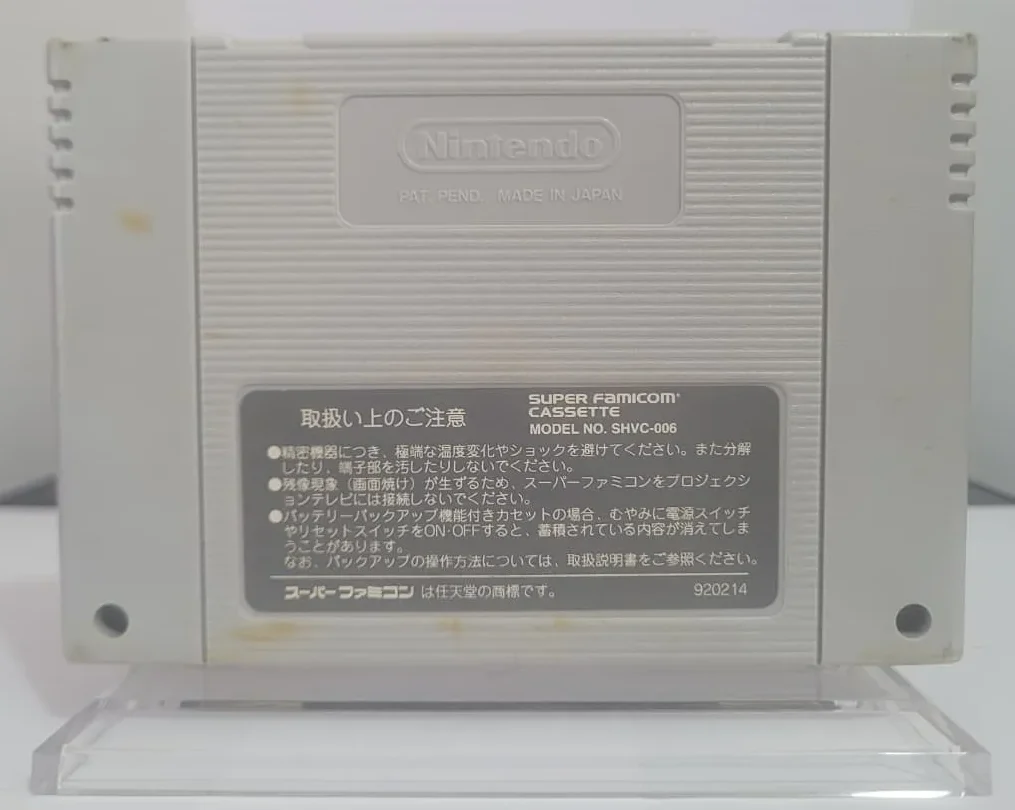 Nintendo
PAT. PEND. MADE IN JAPAN
取扱い上のご注意
SUPER FAMICOM
CASSETTE
MODEL NO. SHVC-006
●精密機器につき、極端な温度変化やショックを避けてください。また分解
したり、端子部を汚したりしないでください。
●残像現象(画面焼け)が生ずるため、スーパーファミコンをプロジェクシ
ョンテレビには接続しないでください。
●バッテリーバックアップ機能付きカセットの場合、むやみに電源スイッチ
やリセットスイッチをON·OFFすると、蓄積されている内容が消えてしま
うことがあります。
なお、バックアップの操作方法については、取扱説明書をご参照ください。
スーパーファミコン は任天堂の商標です。
920214